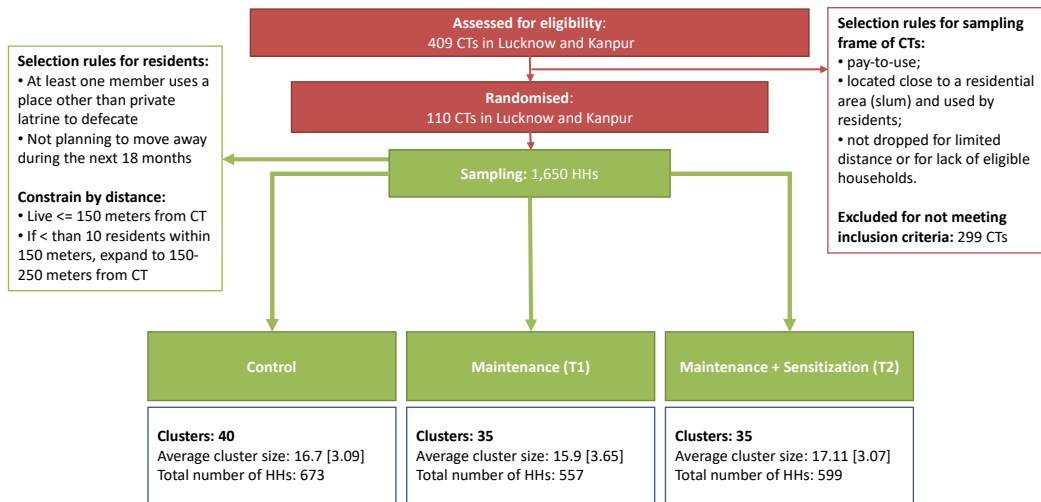 Assessed for eligibility:
409 CTs in Lucknow and Kanpur
Selection rules for sampling
frame of CTs:
• pay-to-use;
• located close to a residential
area (slum) and used by
residents;
• not dropped for limited
distance or for lack of eligible
households.
Excluded for not meeting
inclusion criteria: 299 CTs
Selection rules for residents:
• At least one member uses a
place other than private
latrine to defecate
• Not planning to move away
during the next 18 months
Constrain by distance:
• Live <= 150 meters from CT
• If < than 10 residents within
150 meters, expand to 150-
250 meters from CT
Randomised:
110 CTs in Lucknow and Kanpur
Sampling: 1,650 HHs
Control
Maintenance (T1)
Maintenance + Sensitization (T2)
Clusters: 40
Average cluster size: 16.7 [3.09]
Total number of HHs: 673
Clusters: 35
Average cluster size: 15.9 [3.65]
Total number of HHs: 557
Clusters: 35
Average cluster size: 17.11 [3.07]
Total number of HHs: 599